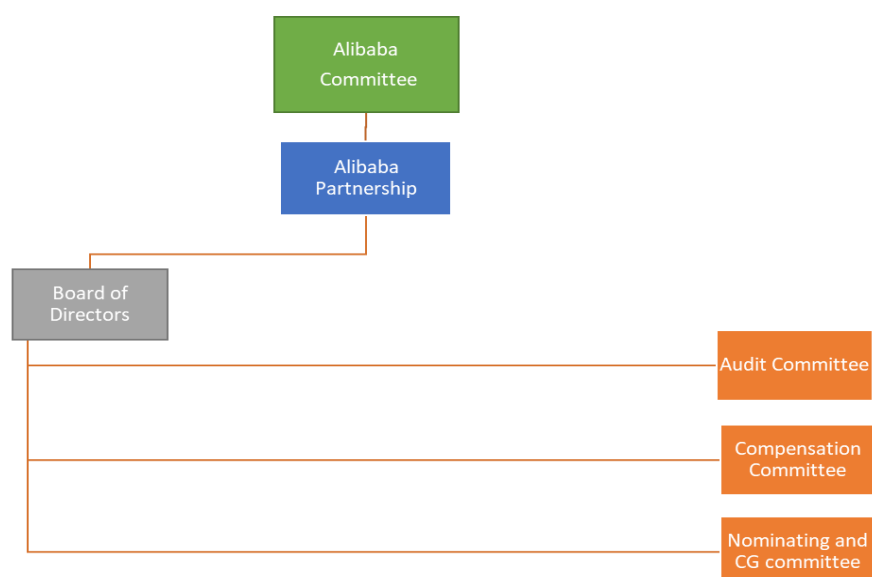 Alibaba
Committee
Alibaba
Partnership
Board of
Directors
Audit Committee
Compensation
Committee
Nominating and
CG committee